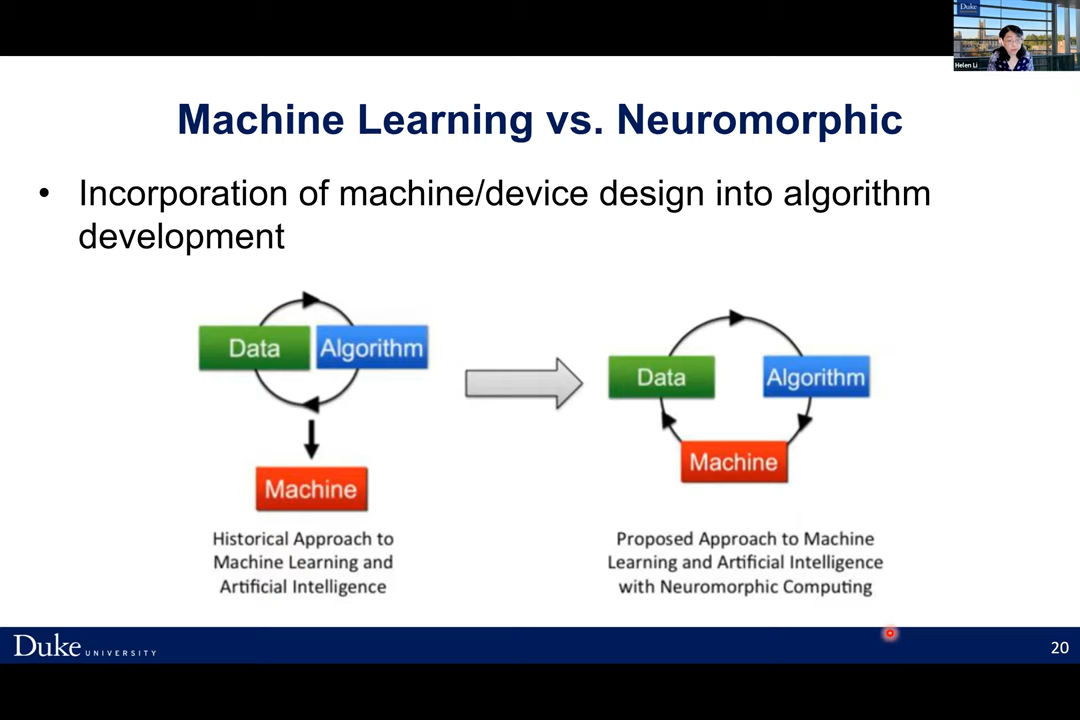 Duke
Helen Li
Machine Learning vs. Neuromorphic
• Incorporation of machine/device design into algorithm
development
Data
Algorithm
Machine
Historical Approach to
Machine Learning and
Artificial Intelligence
Data
Algorithm
Machine
Proposed Approach to Machine
Learning and Artificial Intelligence
with Neuromorphic Computing
Duke UNIVERSITY
20